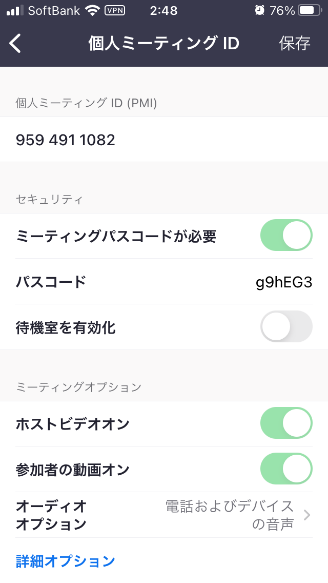 SoftBank VPN 2:48 76%
個人ミーティング ID 保存
個人ミーティング ID (PMI)
959 491 1082
セキュリティ
ミーティングパスコードが必要
パスコード g9hEG3
待機室を有効化
ミーティングオプション
ホストビデオオン
参加者の動画オン
オーディオ 電話およびデバイス
オプション の音声
詳細オプション